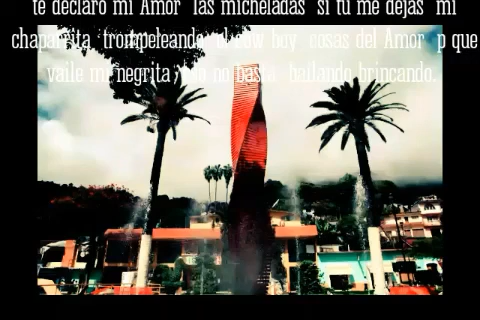 te declaro mi Amor las micheladas si tu me dejas mi
chaparrita trompeleando el cow boy cosas del Amor p que
vaile mi negrita ya no basta bailando brincando.